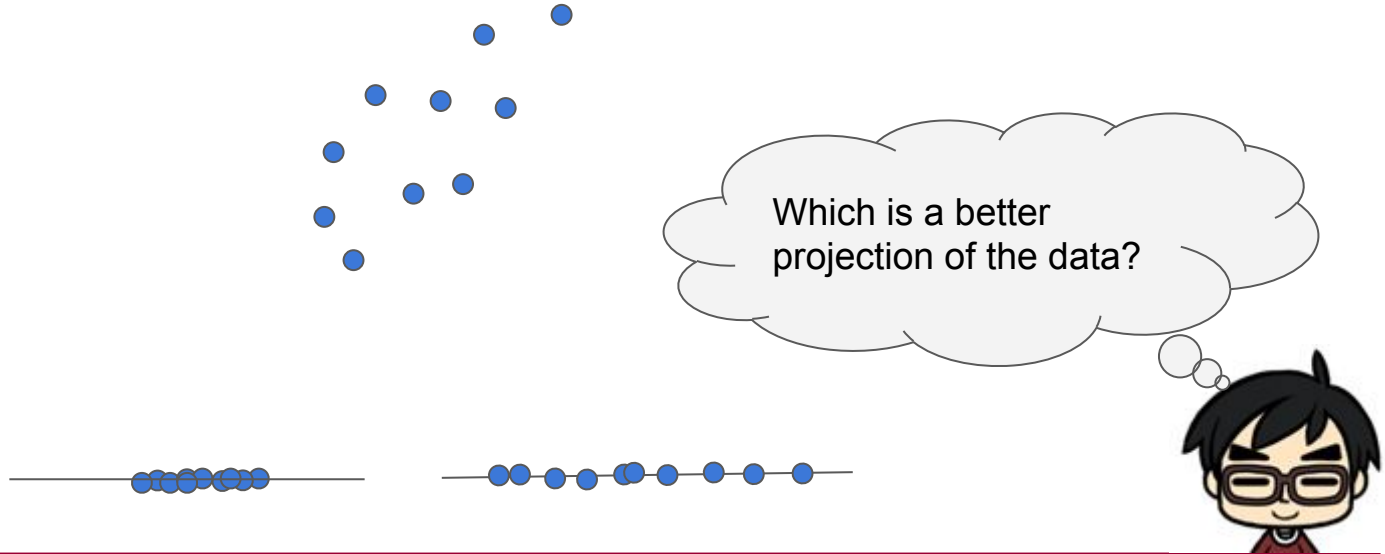 Which is a better
projection of the data?